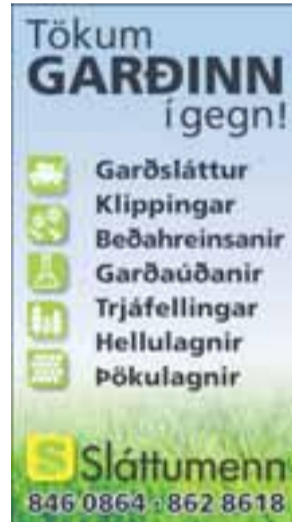 Tökum
GARÐINN
í gegn!
Garðsláttur
Klippingar
Beðahreinsanir
Garðaúðanir
Trjáfellingar
Hellulagnir
Þökulagnir
S Sláttumenn
846 0864 · 862 8618